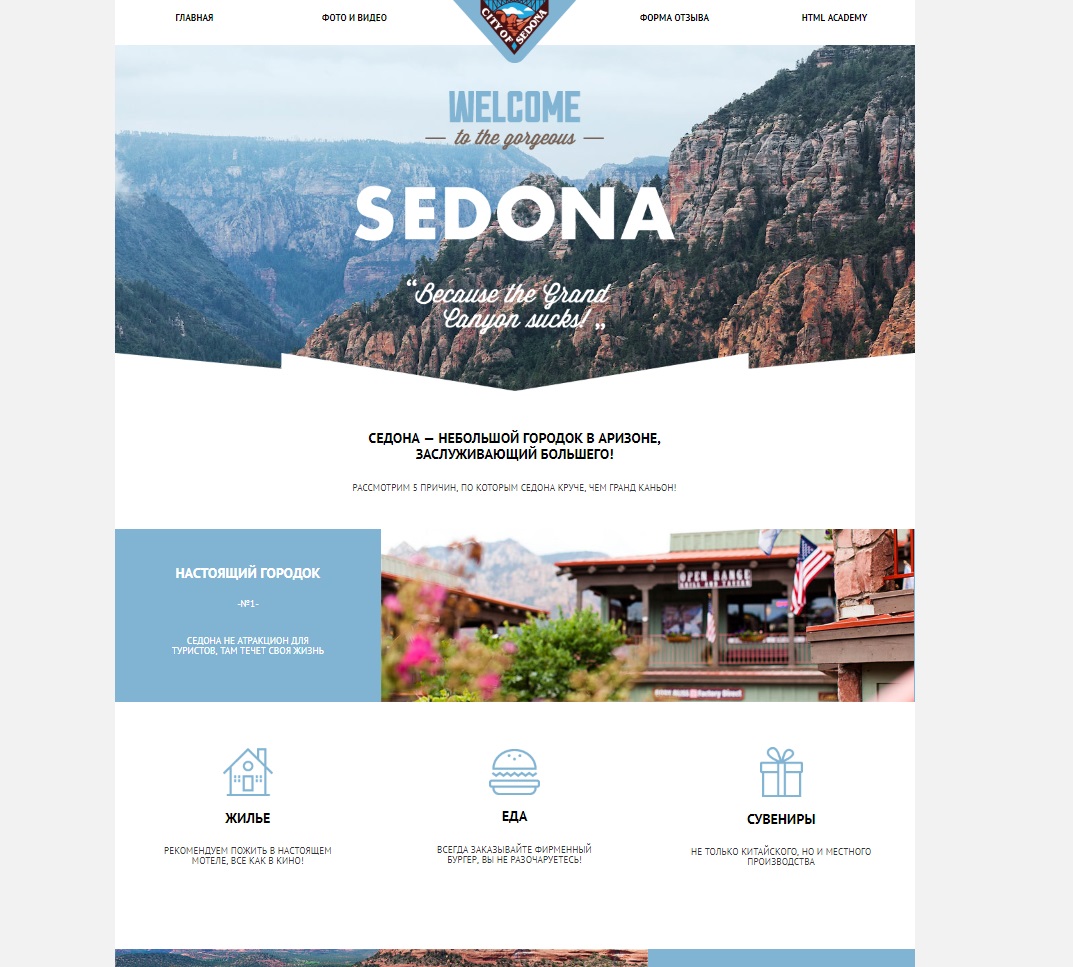 ГЛАВНАЯ
ФОТО И ВИДЕО
CITY OF SEDONA
ФОРМА ОТЗЫВА
HTML ACADEMY
WELCOME
to the gorgeous
SEDONA
“Because the Grand
Canyon sucks! „
СЕДОНА — НЕБОЛЬШОЙ ГОРОДОК В АРИЗОНЕ,
ЗАСЛУЖИВАЮЩИЙ БОЛЬШЕГО!
РАССМОТРИМ 5 ПРИЧИН, ПО КОТОРЫМ СЕДОНА КРУЧЕ, ЧЕМ ГРАНД КАНЬОН!
НАСТОЯЩИЙ ГОРОДОК
-№1-
СЕДОНА НЕ АТРАКЦИОН ДЛЯ
ТУРИСТОВ, ТАМ ТЕЧЕТ СВОЯ ЖИЗНЬ
OPEN RANGE
GRILL AND TAVERN
Factory Direct
ЖИЛЬЕ
РЕКОМЕНДУЕМ ПОЖИТЬ В НАСТОЯЩЕМ
МОТЕЛЕ, ВСЕ КАК В КИНО!
ЕДА
ВСЕГДА ЗАКАЗЫВАЙТЕ ФИРМЕННЫЙ
БУРГЕР, ВЫ НЕ РАЗОЧАРУЕТЕСЬ!
СУВЕНИРЫ
НЕ ТОЛЬКО КИТАЙСКОГО, НО И МЕСТНОГО
ПРОИЗВОДСТВА